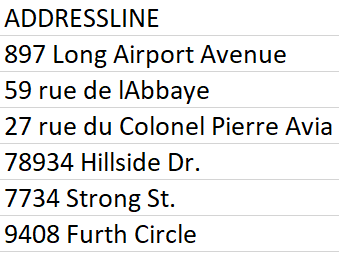 ADDRESSLINE
897 Long Airport Avenue
59 rue de lAbbaye
27 rue du Colonel Pierre Avia
78934 Hillside Dr.
7734 Strong St.
9408 Furth Circle